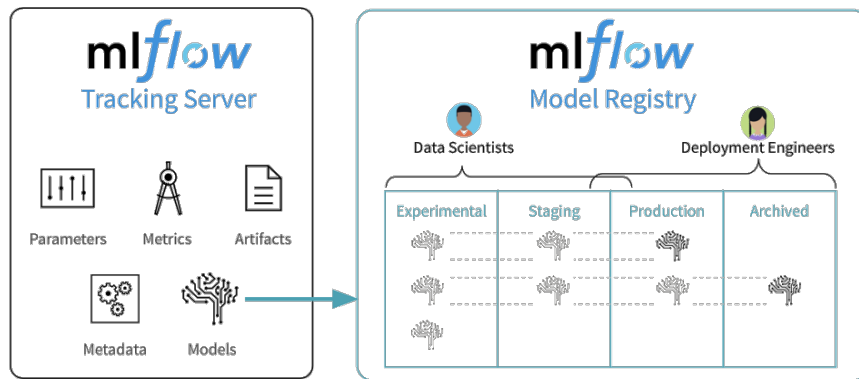 mlflow
Tracking Server
Parameters
Metrics
Artifacts
Metadata
Models
mlflow
Model Registry
Data Scientists
Deployment Engineers
Experimental
Staging
Production
Archived